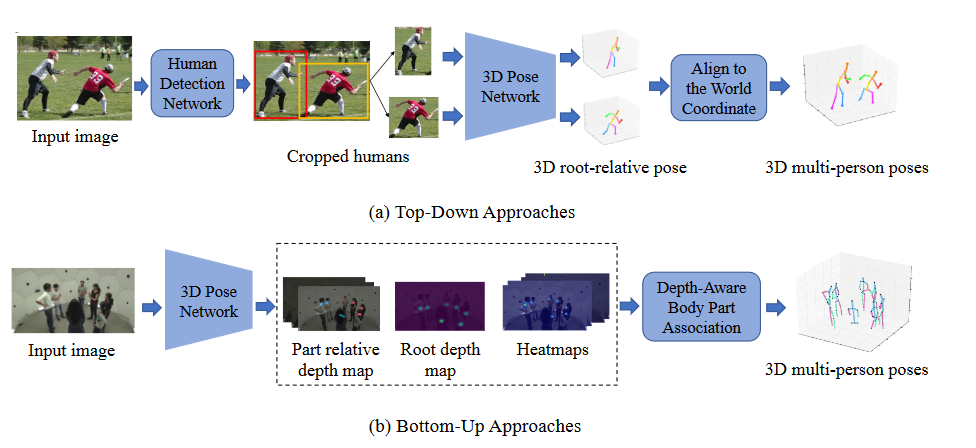 Input image
Human
Detection
Network
Cropped humans
3D Pose
Network
3D root-relative pose
Align to
the World
Coordinate
3D multi-person poses
(a) Top-Down Approaches
Input image
3D Pose
Network
Part relative
depth map
Root depth
map
Heatmaps
Depth-Aware
Body Part
Association
3D multi-person poses
(b) Bottom-Up Approaches